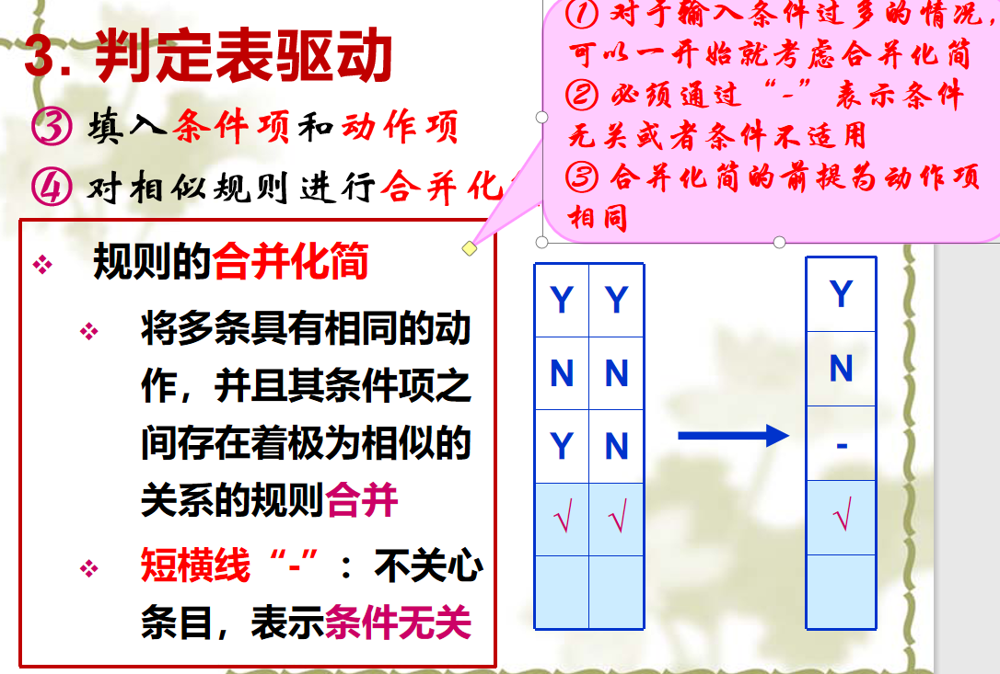 3. 判定表驱动
③ 填入条件项和动作项
④ 对相似规则进行合并化
① 对于输入条件过多的情况，
可以一开始就考虑合并化简
② 必须通过“-”表示条件
无关或者条件不适用
③ 合并化简的前提为动作项
相同
规则的合并化简
将多条具有相同的动
作，并且其条件项之
间存在着极为相似的
关系的规则合并
短横线“-”：不关心
条目，表示条件无关
Y Y
N N
Y N
√ √
Y
N
-
√